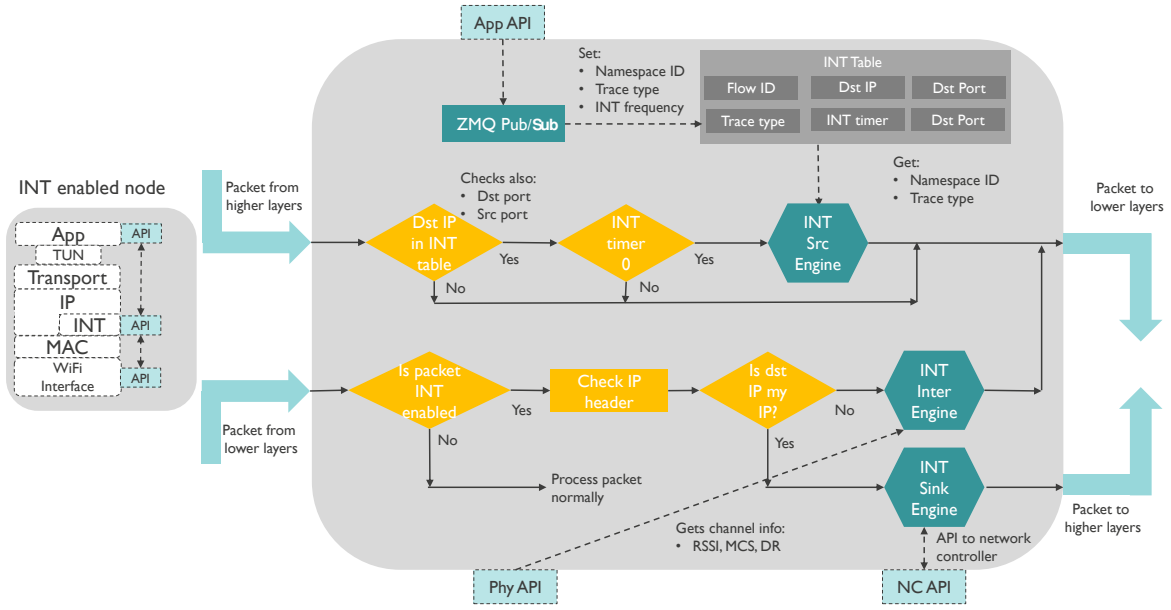 App API
Set:
• Namespace ID
• Trace type
• INT frequency
INT Table
Flow ID
Dst IP
Dst Port
Trace type
INT timer
Dst Port
ZMQ Pub/Sub
Get:
• Namespace ID
• Trace type
INT enabled node
App
API
TUN
Transport
IP
INT
API
MAC
WiFi
Interface
API
Packet from
higher layers
Checks also:
• Dst port
• Src port
Dst IP
in INT
table
Yes
No
INT
timer
0
Yes
No
INT
Src
Engine
Packet to
lower layers
Packet from
lower layers
Is packet
INT
enabled
Yes
No
Process packet
normally
Check IP
header
Is dst
IP my
IP?
No
Yes
INT
Inter
Engine
INT
Sink
Engine
Packet to
higher layers
Gets channel info:
• RSSI, MCS, DR
API to network
controller
Phy API
NC API